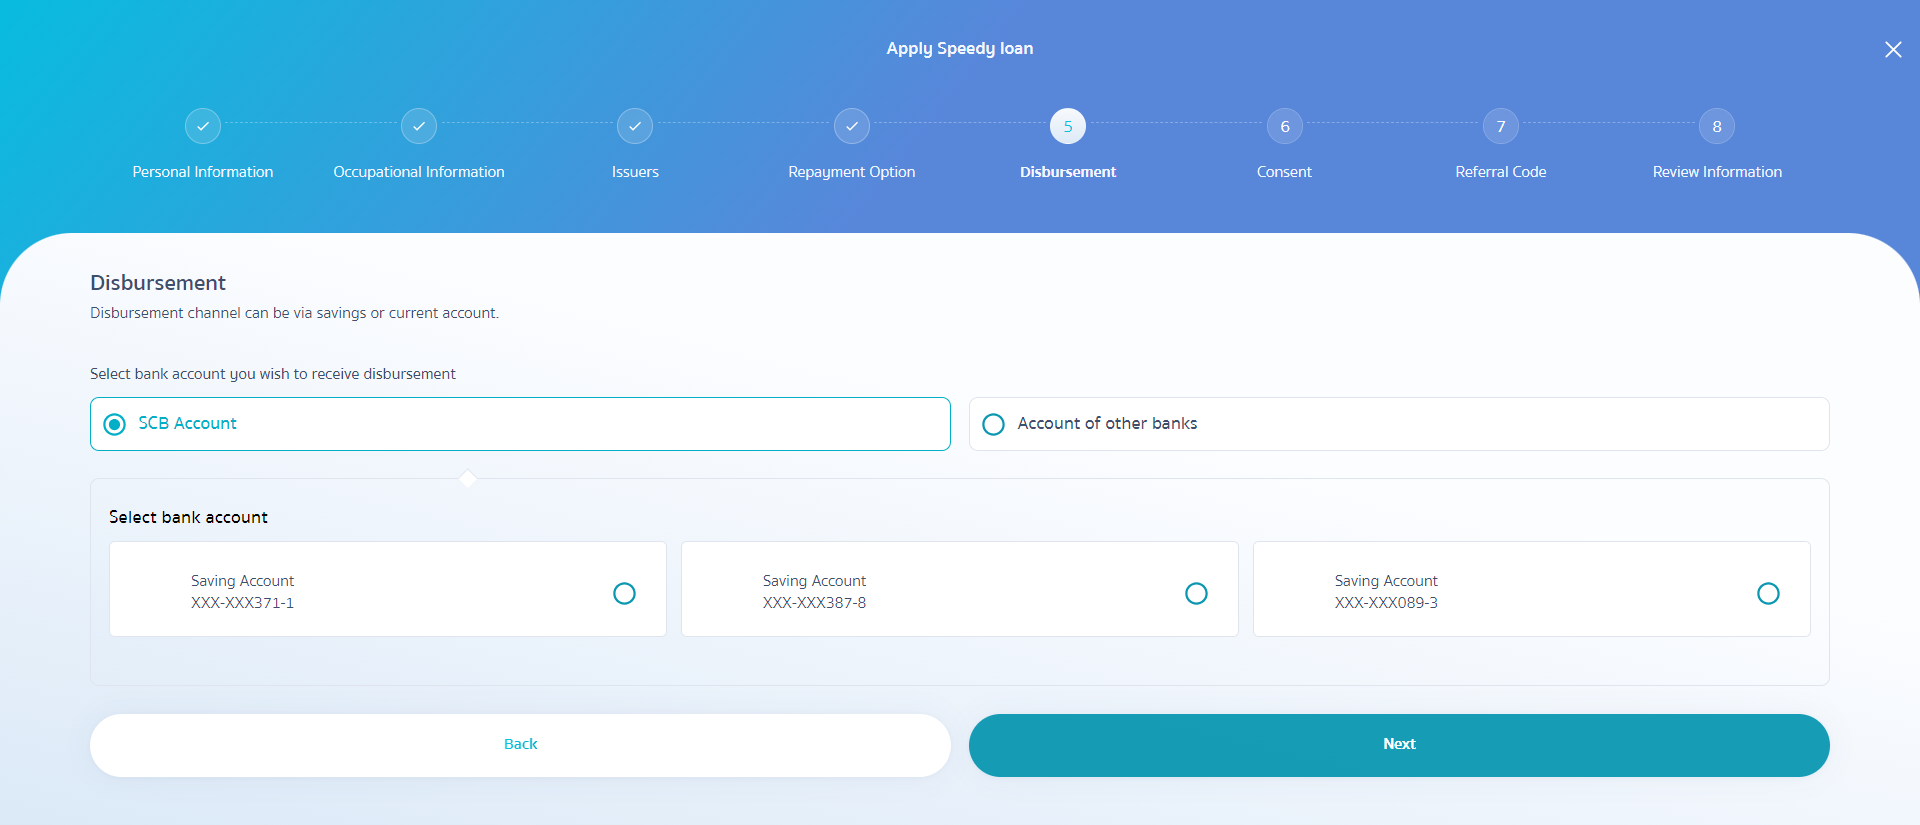 Apply Speedy loan
5
6
7
8
Personal Information
Occupational Information
Issuers
Repayment Option
Disbursement
Consent
Referral Code
Review Information
Disbursement
Disbursement channel can be via savings or current account.
Select bank account you wish to receive disbursement
SCB Account
Account of other banks
Select bank account
Saving Account
XXX-XXX371-1
Saving Account
XXX-XXX387-8
Saving Account
XXX-XXX089-3
Back
Next